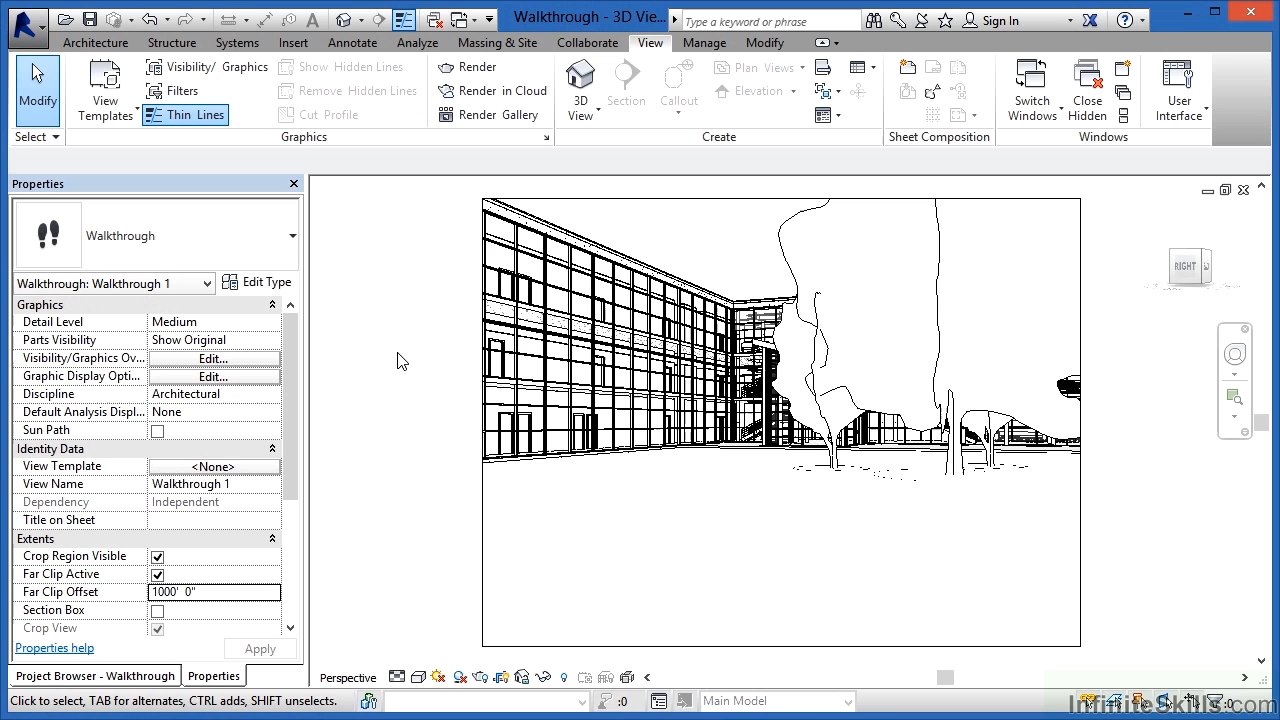 Walkthrough - 3D Vie...
Type a keyword or phrase
Sign In
Architecture
Structure
Systems
Insert
Annotate
Analyze
Massing & Site
Collaborate
View
Manage
Modify
Modify
Select
View
Templates
Visibility/ Graphics
Filters
Thin Lines
Show Hidden Lines
Remove Hidden Lines
Cut Profile
Graphics
Render
Render in Cloud
Render Gallery
3D
View
Section
Callout
Plan Views
Elevation
Create
Sheet Composition
Switch
Windows
Close
Hidden
User
Interface
Windows
Properties
Walkthrough
Walkthrough: Walkthrough 1
Edit Type
Graphics
Detail Level Medium
Parts Visibility Show Original
Visibility/Graphics Ov... Edit...
Graphic Display Opti... Edit...
Discipline Architectural
Default Analysis Displ... None
Sun Path
Identity Data
View Template <None>
View Name Walkthrough 1
Dependency Independent
Title on Sheet
Extents
Crop Region Visible
Far Clip Active
Far Clip Offset 1000' 0"
Section Box
Crop View
Properties help
Apply
Project Browser - Walkthrough
Properties
RIGHT
Perspective
Click to select, TAB for alternates, CTRL adds, SHIFT unselects.
:0
Main Model
:0
InfiniteSkills.com